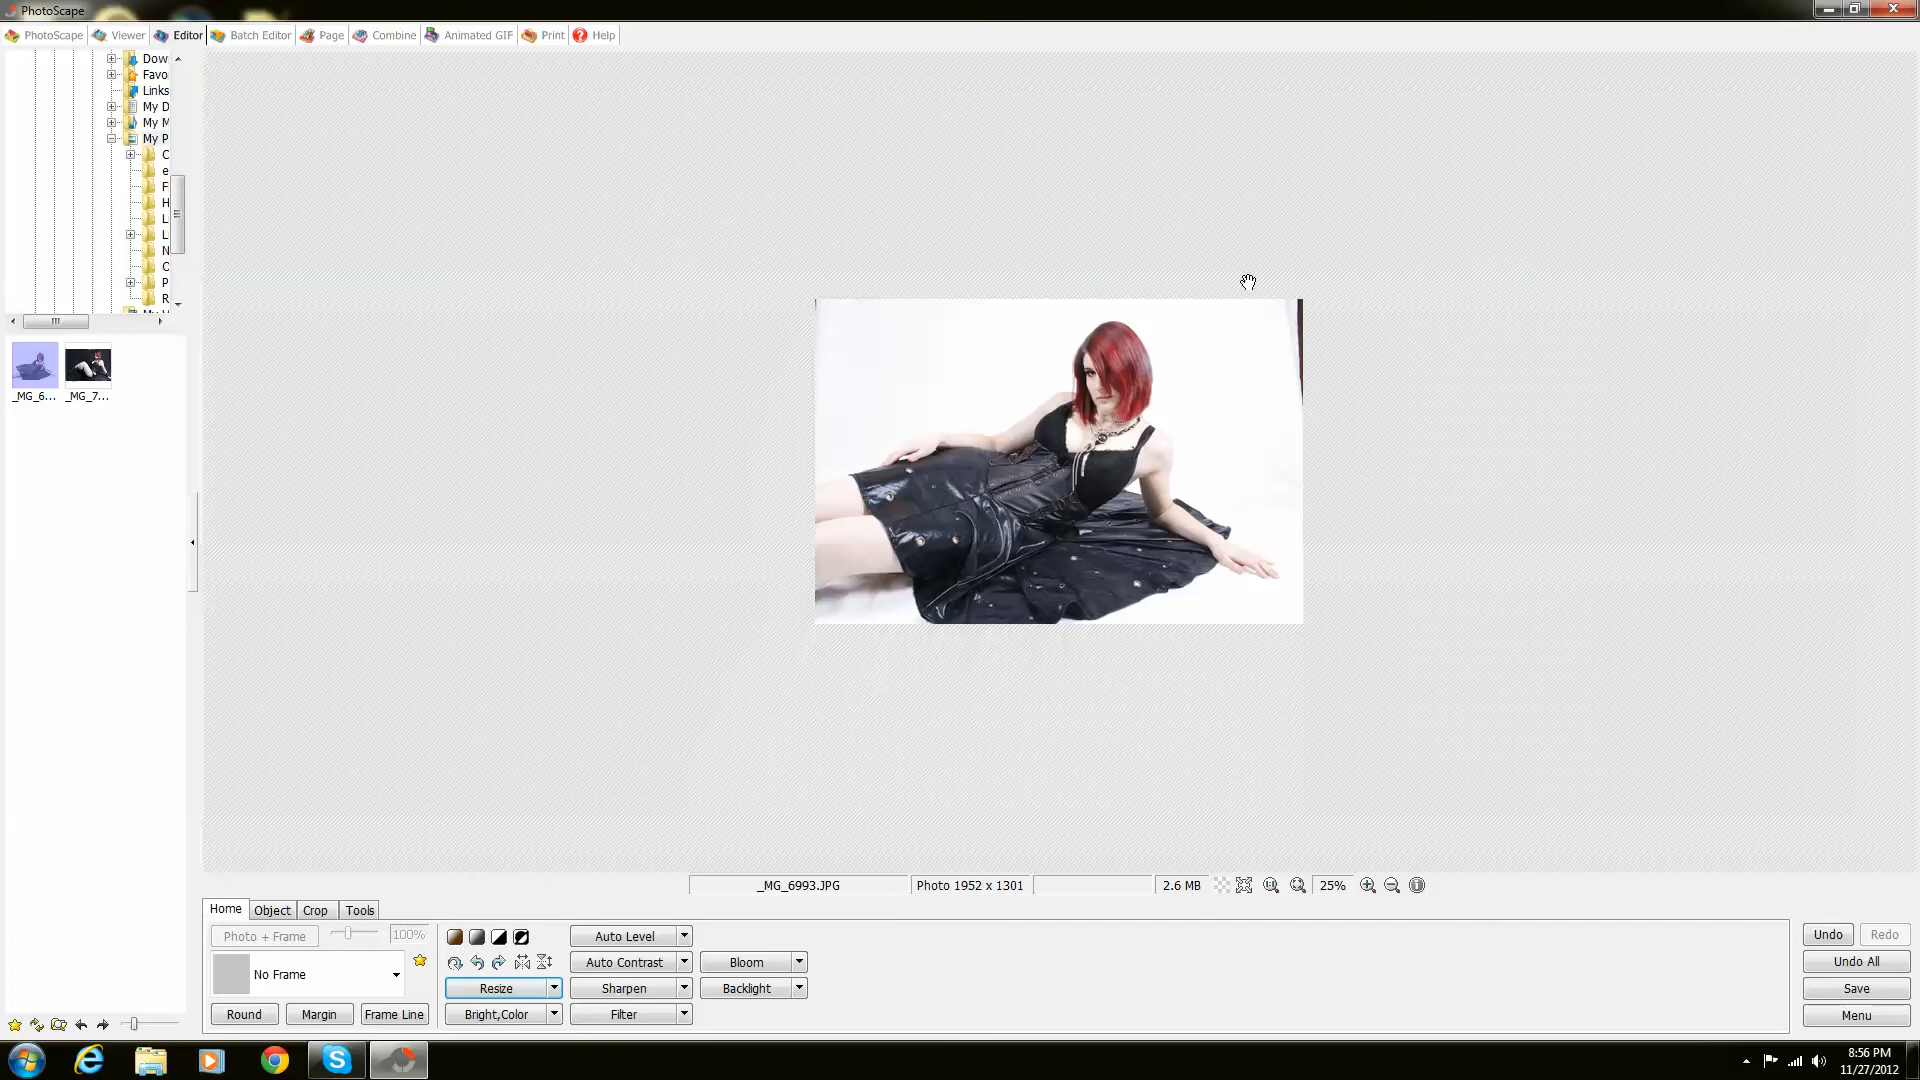 PhotoScape
PhotoScape Viewer Editor Batch Editor Page Combine Animated GIF Print Help
Dow
Favo
Links
My D
My M
My P
C
e
F
H
L
L
N
O
P
R
_MG_6... _MG_7...
_MG_6993.JPG Photo 1952 x 1301 2.6 MB 25%
Home Object Crop Tools
Photo + Frame 100% Auto Level Undo Redo
Auto Contrast Bloom Undo All
No Frame
Resize Sharpen Backlight Save
Round Margin Frame Line Bright,Color Filter Menu
8:56 PM
11/27/2012